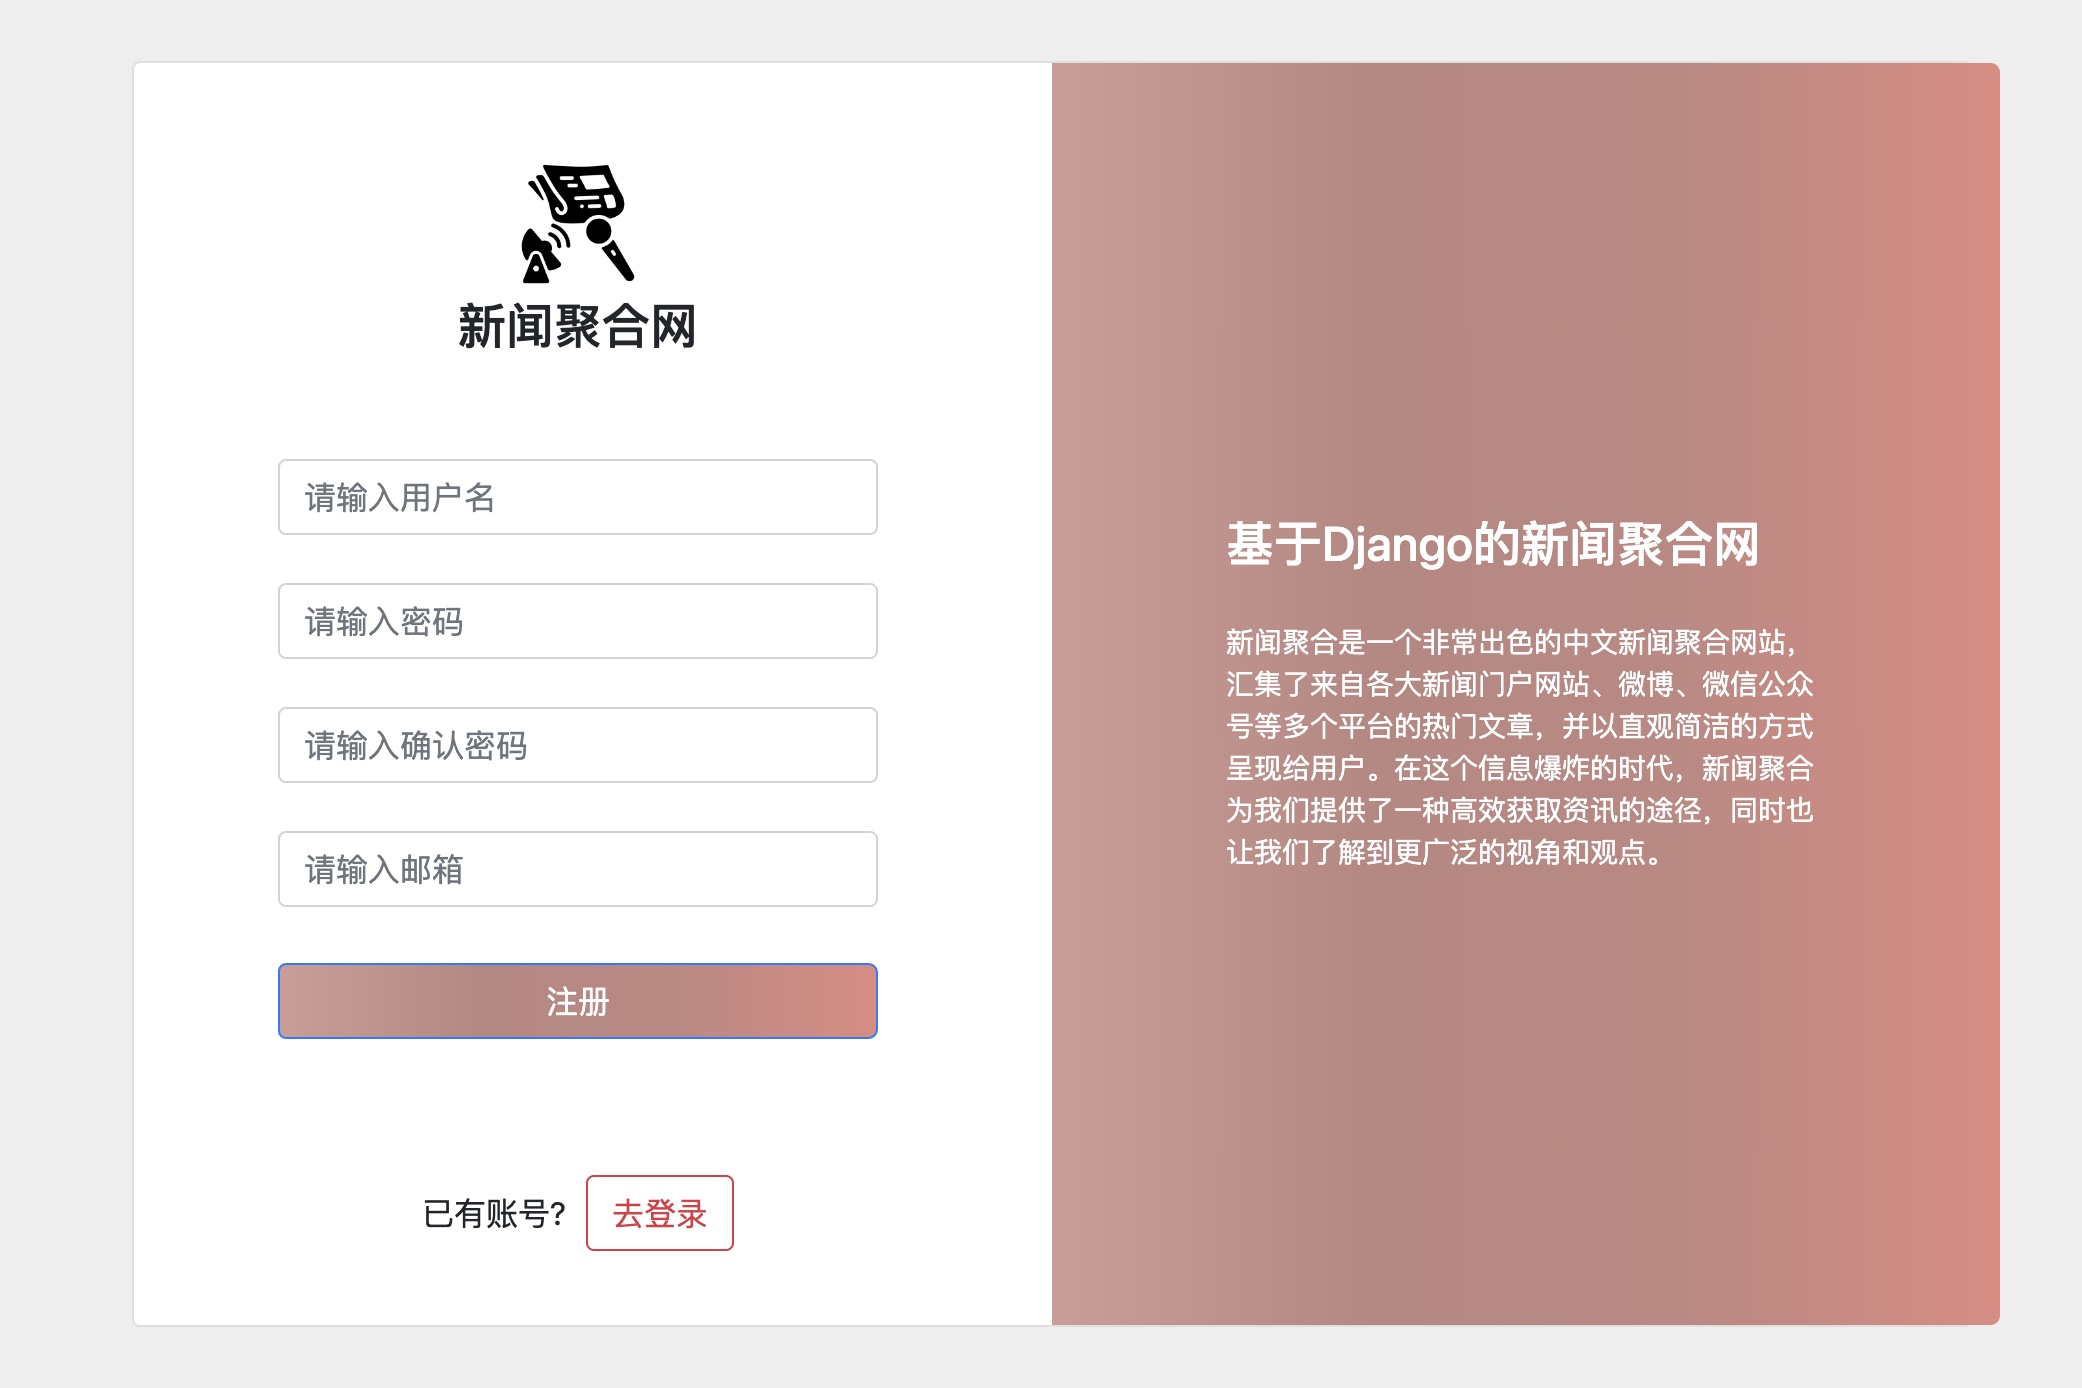 新闻聚合网
请输入用户名
请输入密码
请输入确认密码
请输入邮箱
注册
已有账号?
去登录
基于Django的新闻聚合网
新闻聚合是一个非常出色的中文新闻聚合网站，
汇集了来自各大新闻门户网站、微博、微信公众
号等多个平台的热门文章，并以直观简洁的方式
呈现给用户。在这个信息爆炸的时代，新闻聚合
为我们提供了一种高效获取资讯的途径，同时也
让我们了解到更广泛的视角和观点。